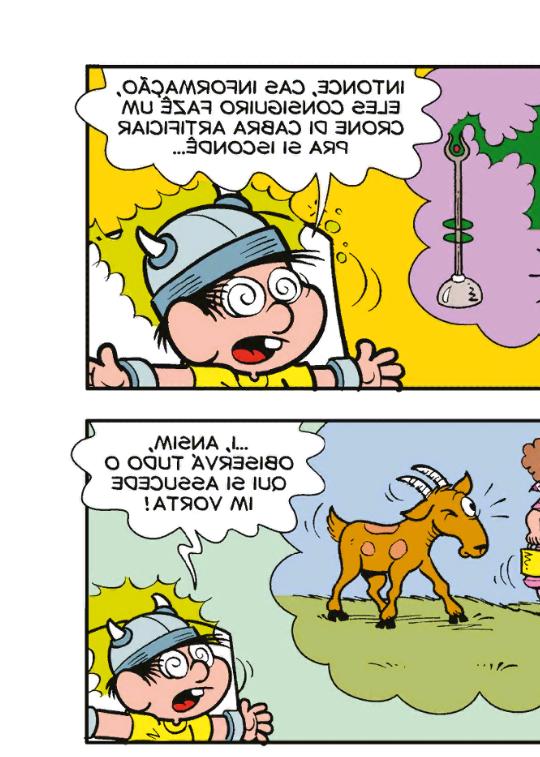 INTONCE, CAS INFORMAÇÃO,
ELES CONSIGUIRO FAZÊ UM
CRONE DI CABRA ARTIFICIAR
PRA SI ISCONDÊ...
...I, ANSIM,
OBISERVÁ TUDO O
QUI SI ASSUCEDE
IM VORTA!